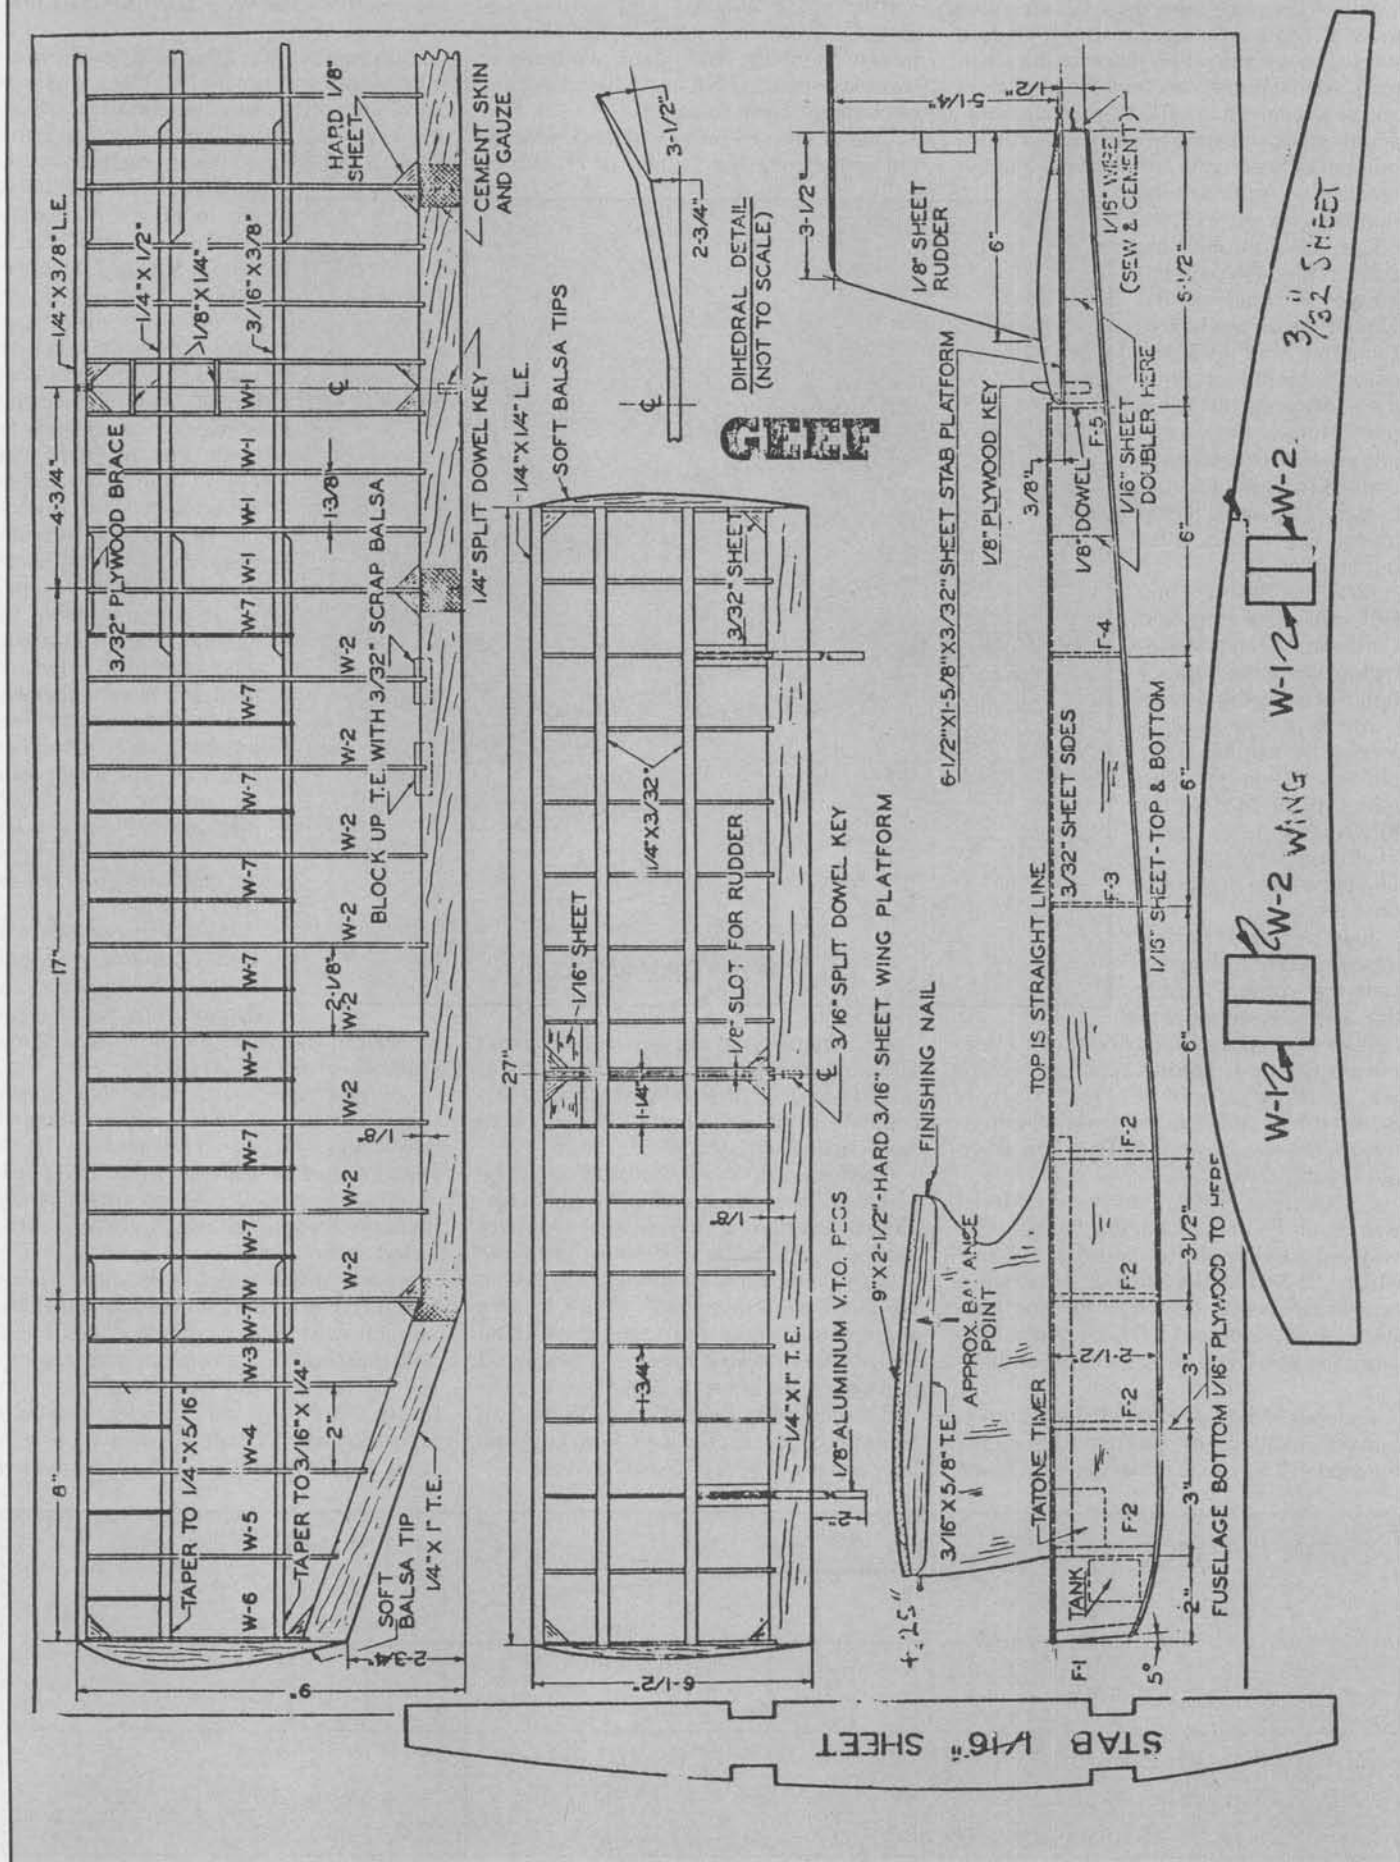 1/4" X 3/8" L.E.
HARD 1/8"
SHEET
CEMENT SKIN
AND GAUZE
1/4" X 1/2"
1/8" X 1/4"
3/16" X 3/8"
4-3/4"
3/32" PLYWOOD BRACE
W-1
W-1
W-1
W-1
1-3/8"
℄
1/4" SPLIT DOWEL KEY
17"
W-7
W-7
W-7
W-7
W-7
W-7
W-7
W-7
W-7
W-2
W-2
W-2
W-2
W-2
W-2
W-2
W-2
2-1/8"
1/8"
BLOCK UP T.E. WITH 3/32" SCRAP BALSA
8"
W
W-3
W-4
W-5
W-6
TAPER TO 1/4" X 5/16"
TAPER TO 3/16" X 1/4"
2"
SOFT
BALSA TIP
1/4" X 1" T.E.
2-3/4"
9"
1/4" X 1/4" L.E.
SOFT BALSA TIPS
27"
3/32" SHEET
1/4" X 3/32"
1/16" SHEET
1/8" SLOT FOR RUDDER
1-1/4"
℄
3/16" SPLIT DOWEL KEY
1/8"
1-3/4"
1/4" X 1" T.E.
1/8" ALUMINUM V.T.O. PEGS
2"
6-1/2"
℄
3-1/2"
2-3/4"
DIHEDRAL DETAIL
(NOT TO SCALE)
GEEF
5-1/4"
1/2"
3-1/2"
1/8" SHEET
RUDDER
6"
1/16" WIRE
(SEW & CEMENT)
6-1/2" X 1-5/8" X 3/32" SHEET STAB PLATFORM
1/8" PLYWOOD KEY
3/8"
1/8" DOWEL
F-5
1/16" SHEET
DOUBLER HERE
5-1/2"
6"
F-4
3/32" SHEET SIDES
TOP IS STRAIGHT LINE
1/16" SHEET-TOP & BOTTOM
6"
F-3
6"
F-2
3-1/2"
F-2
2-1/2"
3"
F-2
3"
F-2
2"
9" X 2-1/2"-HARD 3/16" SHEET WING PLATFORM
FINISHING NAIL
APPROX. BALANCE
POINT
3/16" X 5/8" T.E.
+.25"
TATONE TIMER
TANK
F-1
5°
FUSELAGE BOTTOM 1/16" PLYWOOD TO HERE
3/32" SHEET
W-1
W-2
WING
W-1
W-2
STAB 1/16" SHEET